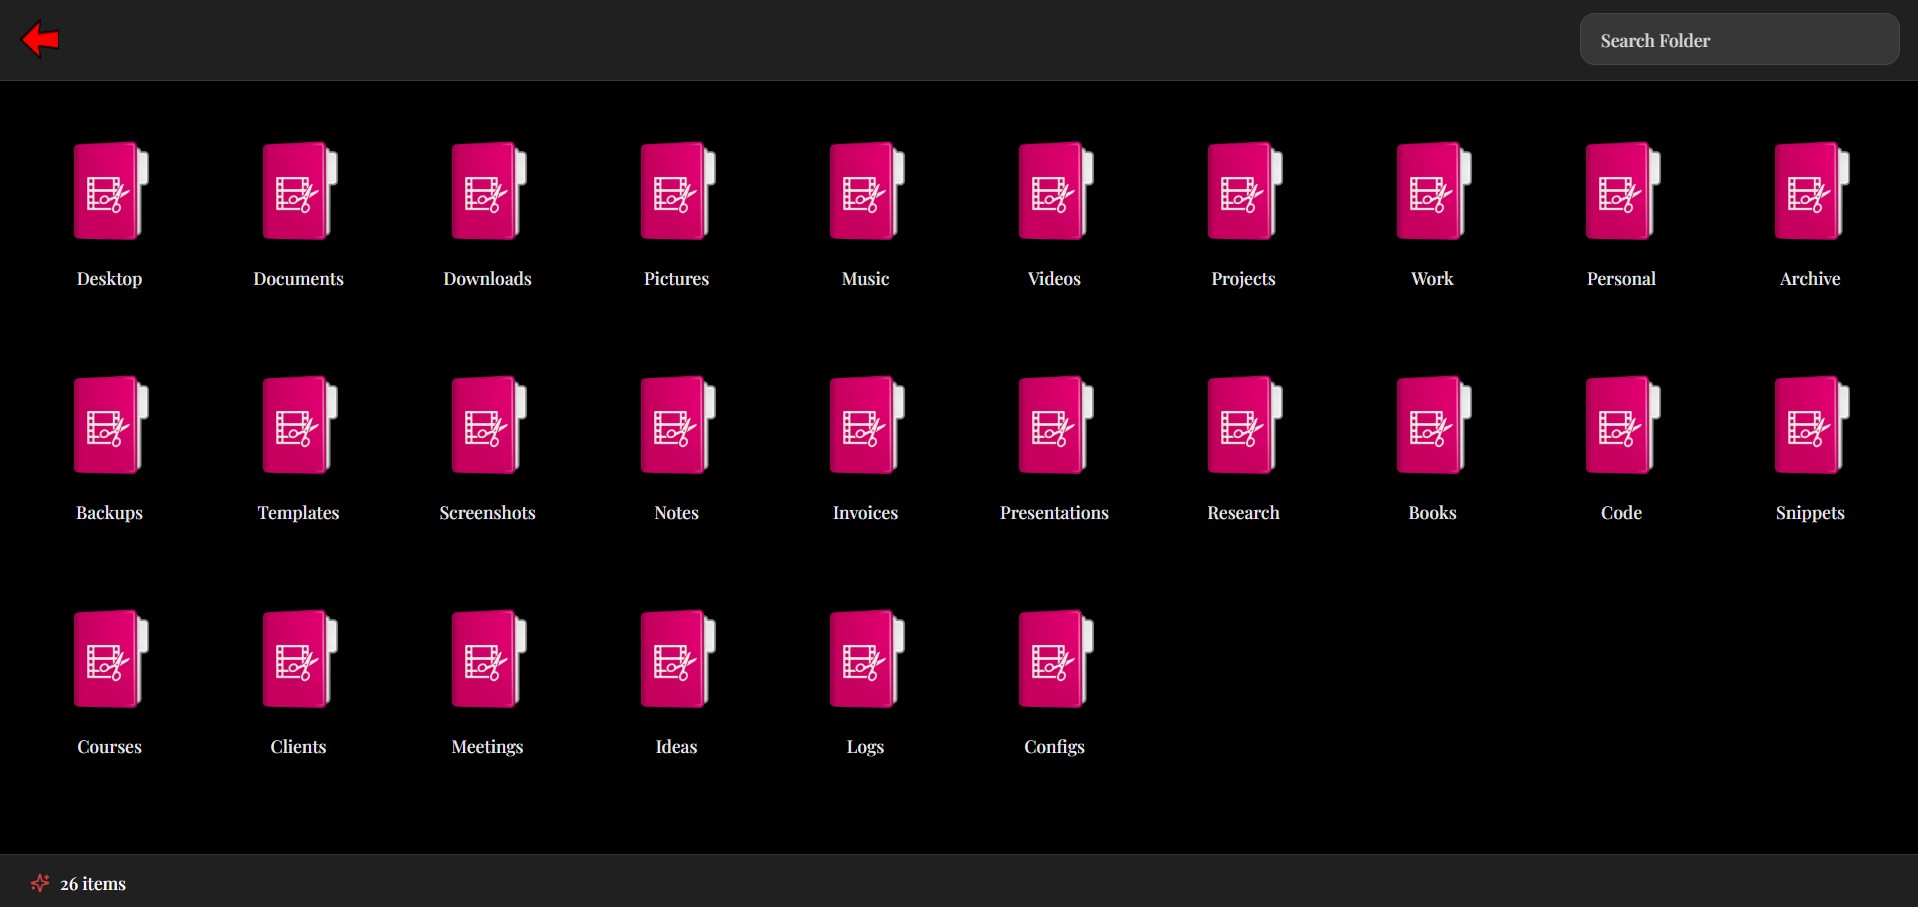 Search Folder
Desktop
Documents
Downloads
Pictures
Music
Videos
Projects
Work
Personal
Archive
Backups
Templates
Screenshots
Notes
Invoices
Presentations
Research
Books
Code
Snippets
Courses
Clients
Meetings
Ideas
Logs
Configs
26 items